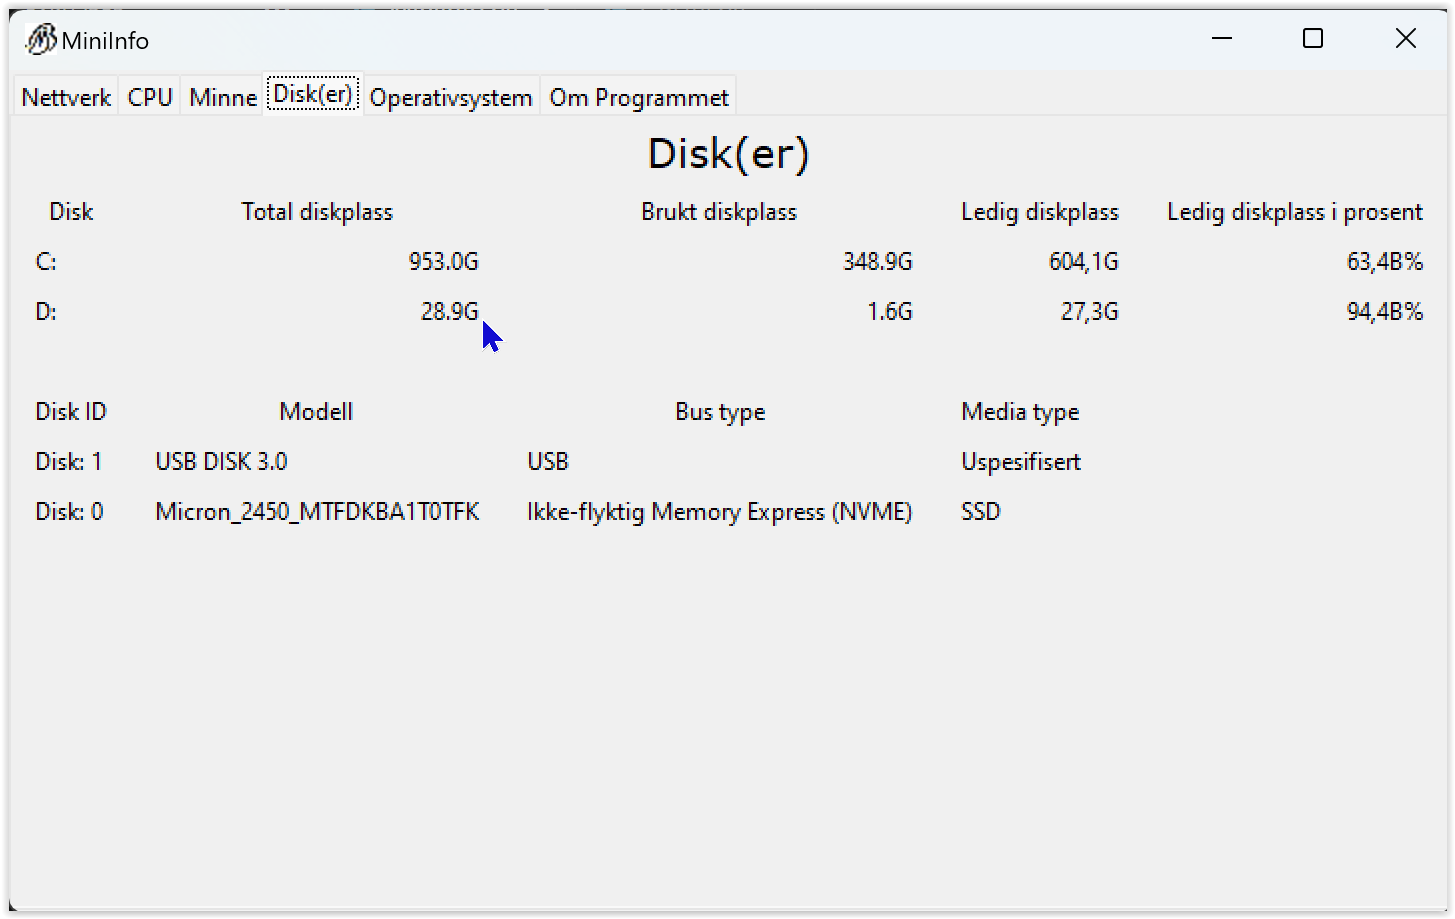 MiniInfo
Nettverk CPU Minne Disk(er) Operativsystem Om Programmet
Disk(er)
Disk Total diskplass Brukt diskplass Ledig diskplass Ledig diskplass i prosent
C: 953.0G 348.9G 604,1G 63,4B%
D: 28.9G 1.6G 27,3G 94,4B%
Disk ID Modell Bus type Media type
Disk: 1 USB DISK 3.0 USB Uspesifisert
Disk: 0 Micron_2450_MTFDKBA1T0TFK Ikke-flyktig Memory Express (NVME) SSD